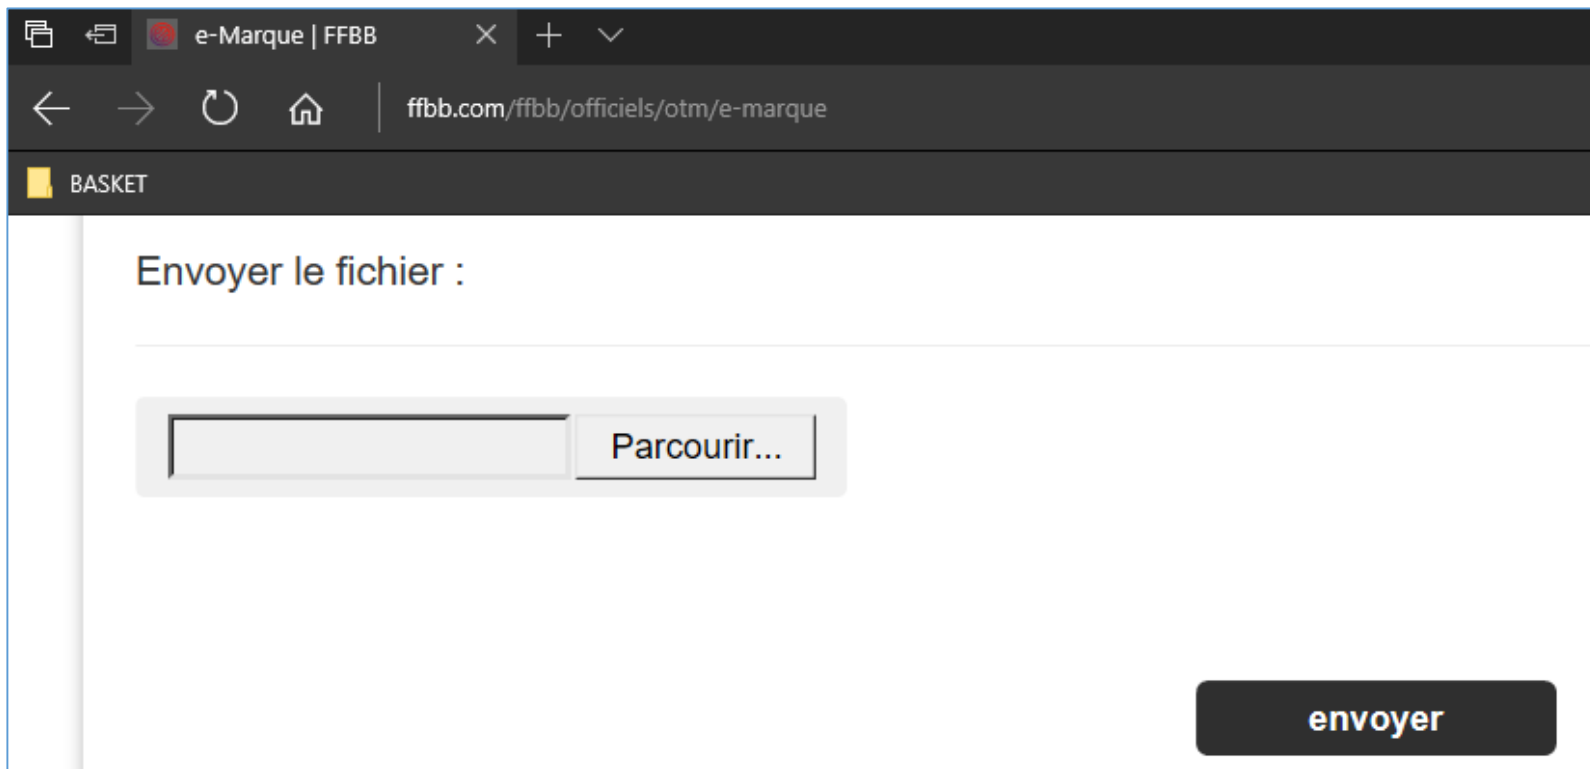 e-Marque | FFBB
ffbb.com/ffbb/officiels/otm/e-marque
BASKET
Envoyer le fichier :
Parcourir...
envoyer